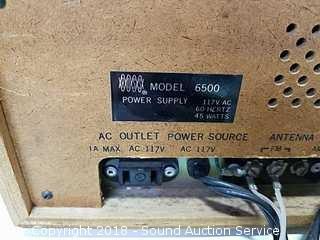 MODEL 6500
POWER SUPPLY 117V AC
60 HERTZ
45 WATTS
AC OUTLET POWER SOURCE ANTENNA
1A MAX. AC 117V AC 117V FM
Copyright 2018 - Sound Auction Service